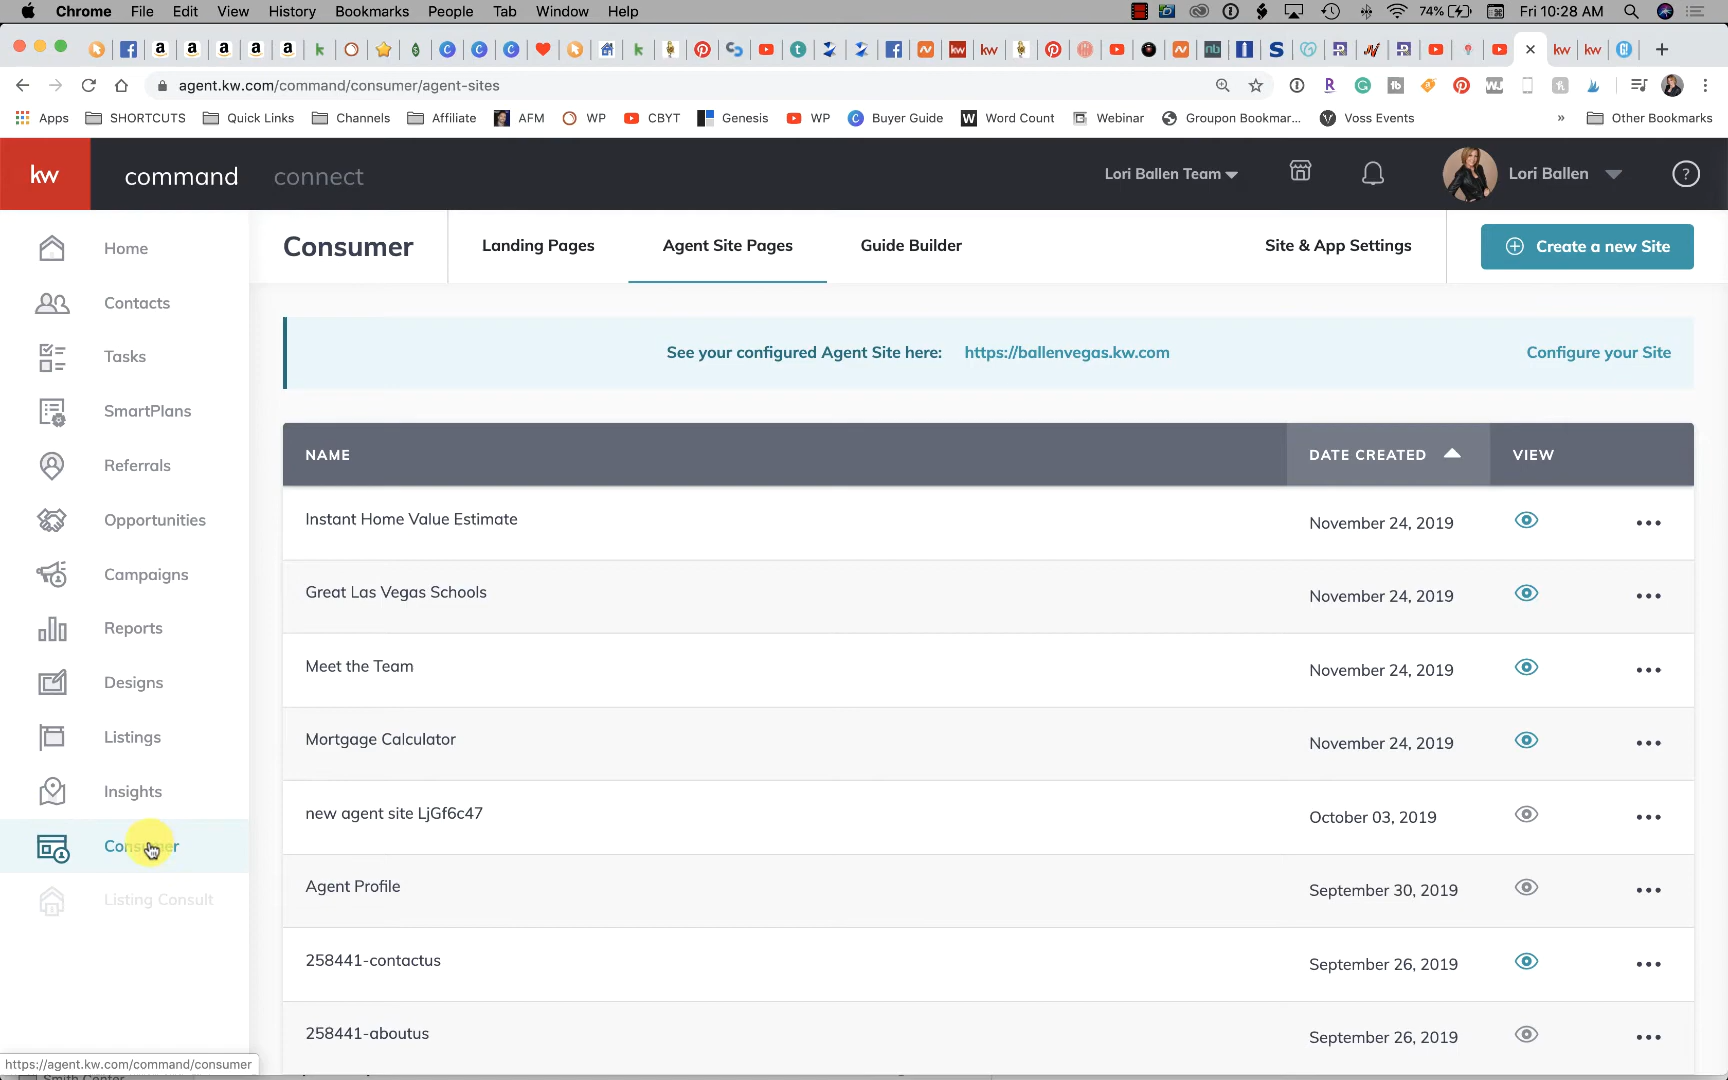 Chrome File Edit View History Bookmarks People Tab Window Help 74% Fri 10:28 AM
agent.kw.com/command/consumer/agent-sites
Apps SHORTCUTS Quick Links Channels Affiliate AFM WP CBYT Genesis WP Buyer Guide Word Count Webinar Groupon Bookmar... Voss Events » Other Bookmarks
kw command connect Lori Ballen Team Lori Ballen ?
Home
Contacts
Tasks
SmartPlans
Referrals
Opportunities
Campaigns
Reports
Designs
Listings
Insights
Consumer
Listing Consult
Consumer Landing Pages Agent Site Pages Guide Builder Site & App Settings Create a new Site
See your configured Agent Site here: https://ballenvegas.kw.com Configure your Site
NAME DATE CREATED VIEW
Instant Home Value Estimate November 24, 2019
Great Las Vegas Schools November 24, 2019
Meet the Team November 24, 2019
Mortgage Calculator November 24, 2019
new agent site LjGf6c47 October 03, 2019
Agent Profile September 30, 2019
258441-contactus September 26, 2019
258441-aboutus September 26, 2019
https://agent.kw.com/command/consumer